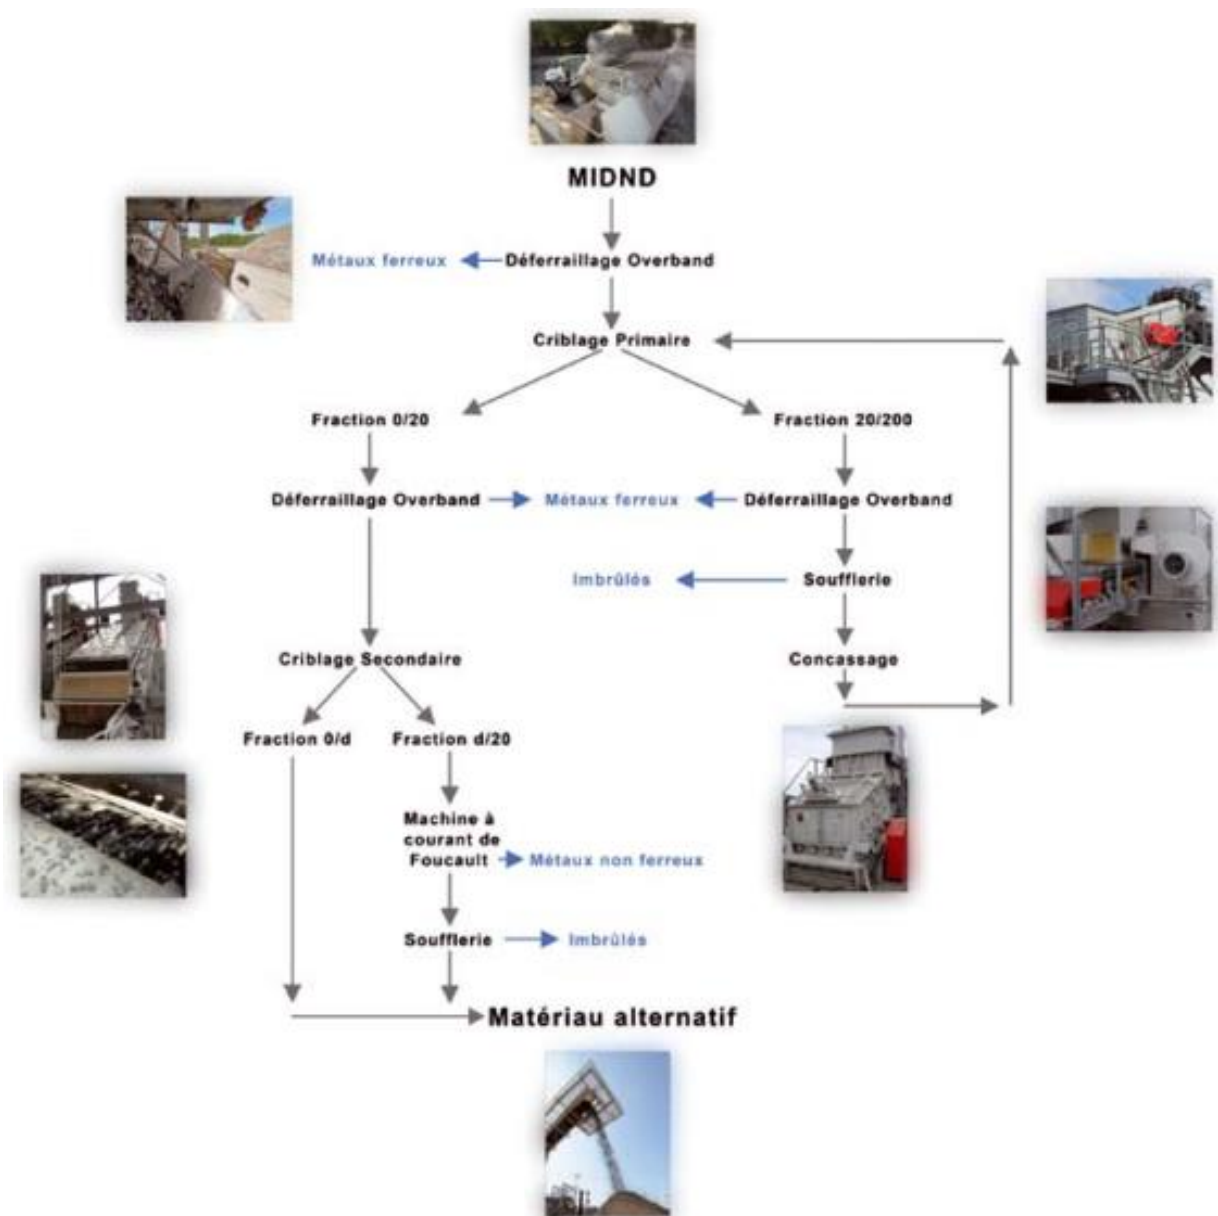 MIDND
Métaux ferreux
Déferraillage Overband
Criblage Primaire
Fraction 0/20
Fraction 20/200
Déferraillage Overband
Métaux ferreux
Déferraillage Overband
Imbrûlés
Soufflerie
Criblage Secondaire
Concassage
Fraction 0/d
Fraction d/20
Machine à
courant de
Foucault
Métaux non ferreux
Soufflerie
Imbrûlés
Matériau alternatif